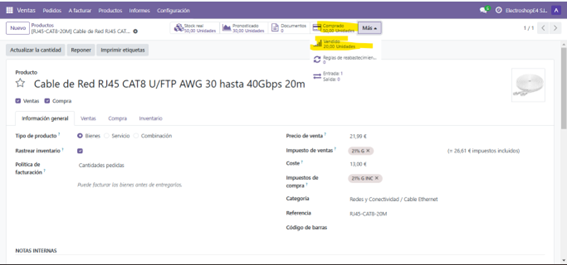 Ventas Pedidos A facturar Productos Informes Configuración ElectroshopE4 S.L. A
Nuevo Productos
[RJ45-CAT8-20M] Cable de Red RJ45 CAT...
Stock real
50,00 Unidades
Pronosticado
30,00 Unidades
Documentos
0
Comprado
50,00 Unidades
Más
1 / 1
Vendido
20,00 Unidades
Reglas de reabastecimien...
0
Entrada: 1
Salida: 0
Actualizar la cantidad Reponer Imprimir etiquetas
Producto
Cable de Red RJ45 CAT8 U/FTP AWG 30 hasta 40Gbps 20m
Ventas Compra
Información general Ventas Compra Inventario
Tipo de producto ? Bienes Servicio Combinación
Rastrear inventario ?
Política de
facturación ?
Cantidades pedidas
Puede facturar los bienes antes de entregarlos.
Precio de venta ? 21,99 €
Impuesto de ventas ? 21% G × (= 26,61 € impuestos incluidos)
Coste ? 13,00 €
Impuestos de
compra ?
21% G INC ×
Categoría Redes y Conectividad / Cable Ethernet
Referencia RJ45-CAT8-20M
Código de barras
NOTAS INTERNAS